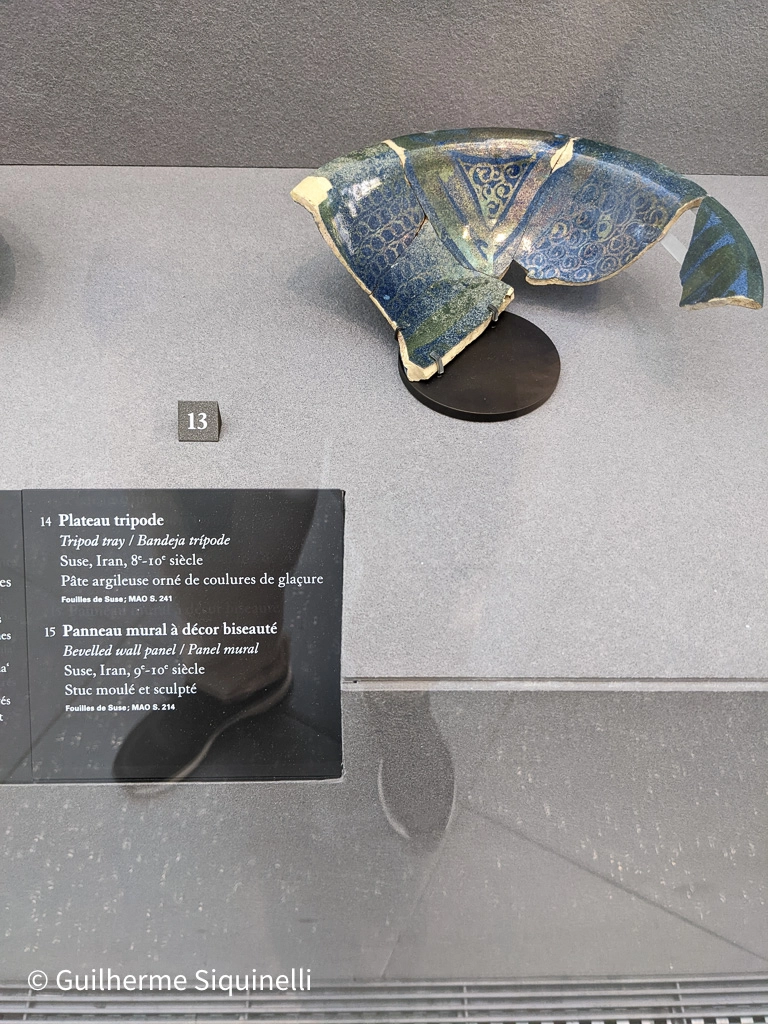 13
14 Plateau tripode
Tripod tray / Bandeja trípode
Suse, Iran, 8ᵉ-10ᵉ siècle
Pâte argileuse orné de coulures de glaçure
Fouilles de Suse; MAO S. 241
15 Panneau mural à décor biseauté
Bevelled wall panel / Panel mural
Suse, Iran, 9ᵉ-10ᵉ siècle
Stuc moulé et sculpté
Fouilles de Suse; MAO S. 214
© Guilherme Siquinelli